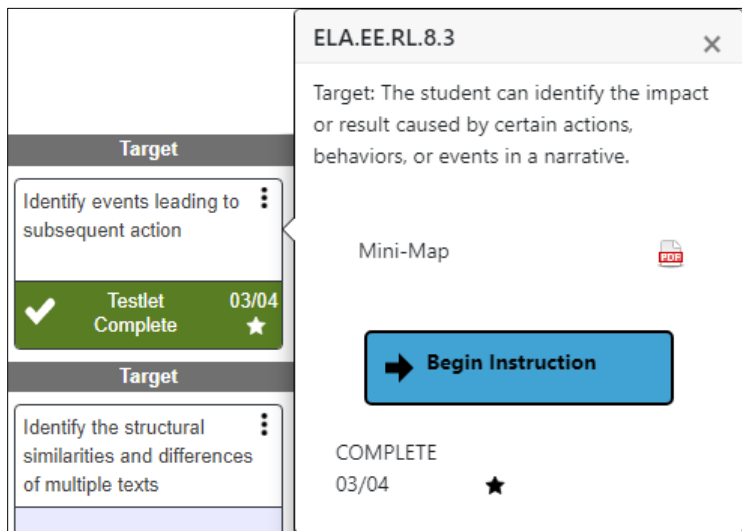 Target
Identify events leading to
subsequent action
Testlet
Complete
03/04
Target
Identify the structural
similarities and differences
of multiple texts
ELA.EE.RL.8.3
Target: The student can identify the impact
or result caused by certain actions,
behaviors, or events in a narrative.
Mini-Map
PDF
Begin Instruction
COMPLETE
03/04